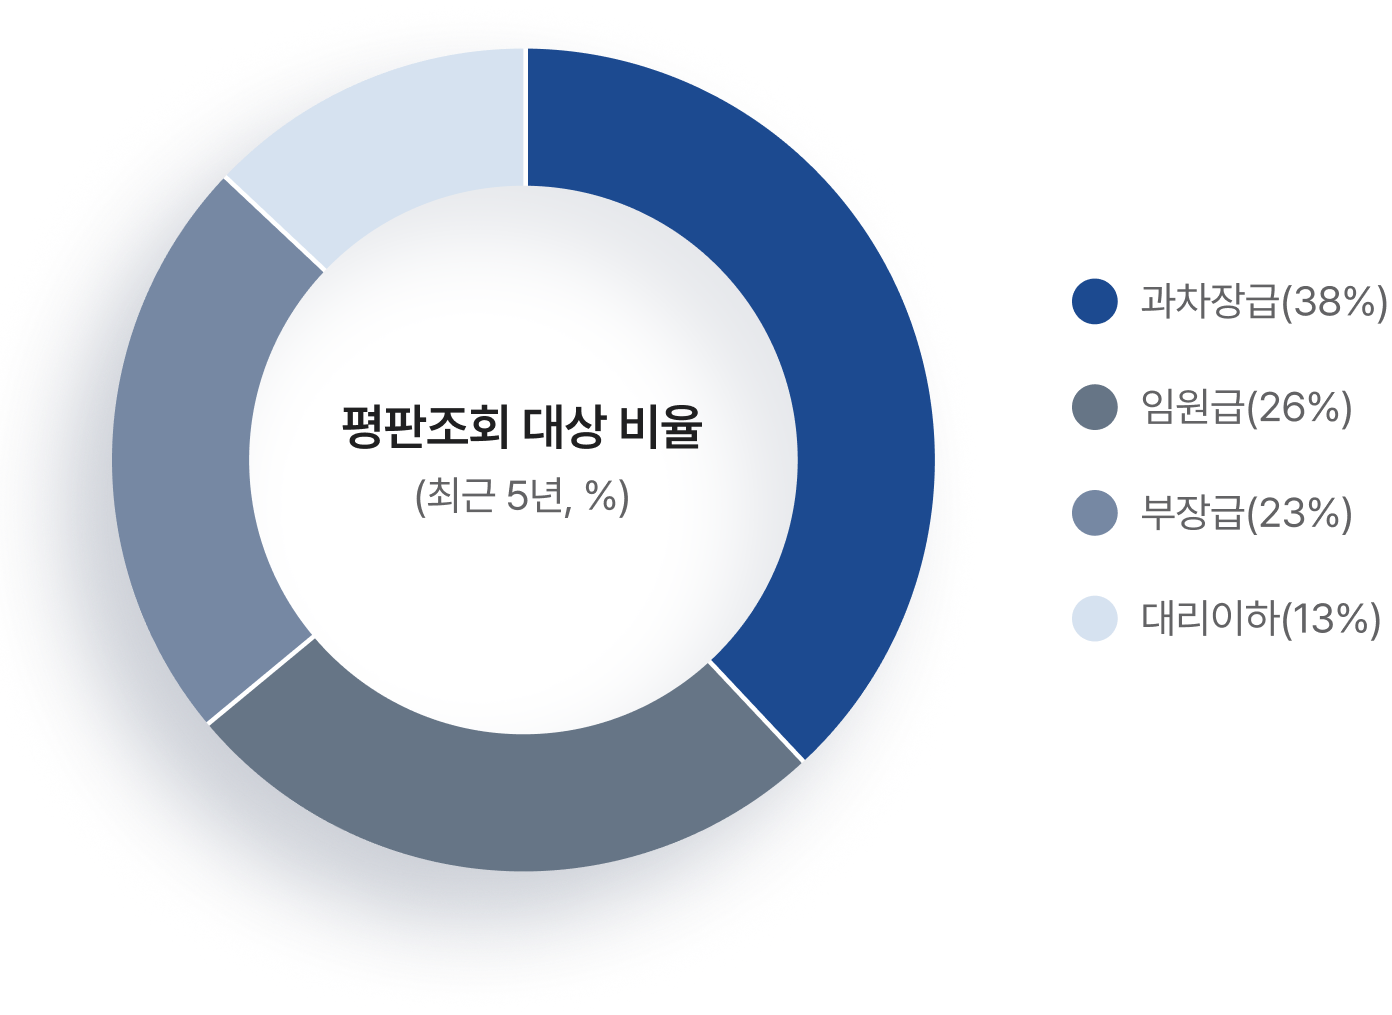 평판조회 대상 비율
(최근 5년, %)
과차장급(38%)
임원급(26%)
부장급(23%)
대리이하(13%)